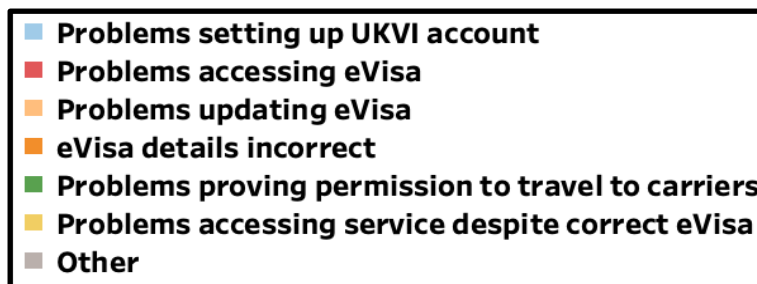 Problems setting up UKVI account
Problems accessing eVisa
Problems updating eVisa
eVisa details incorrect
Problems proving permission to travel to carriers
Problems accessing service despite correct eVisa
Other